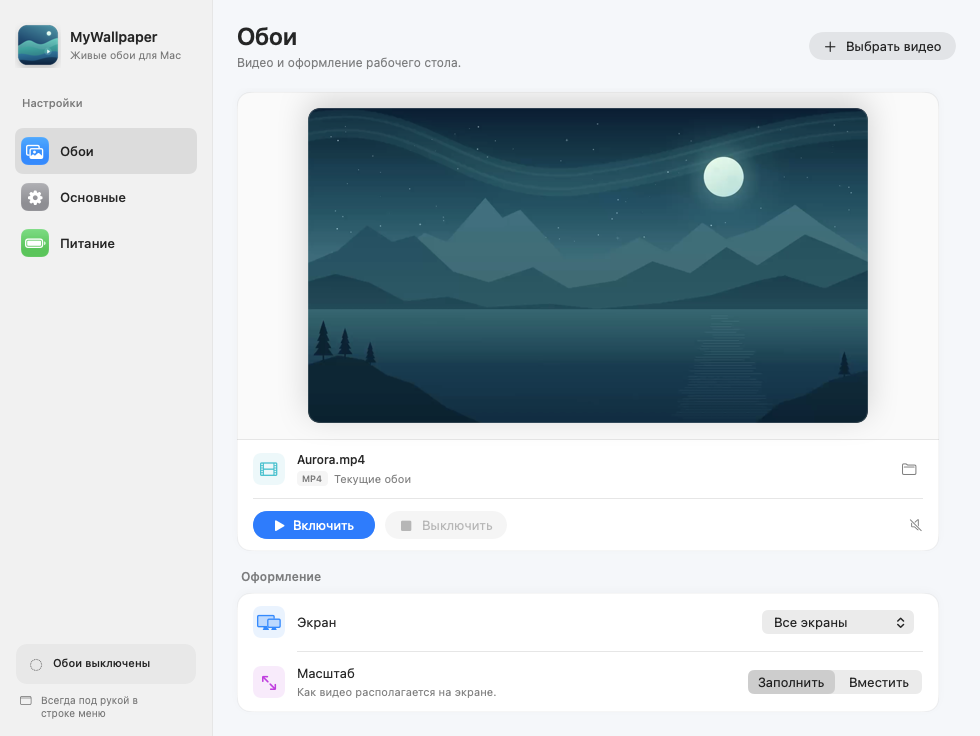 MyWallpaper
Живые обои для Mac
Настройки
Обои
Основные
Питание
Обои выключены
Всегда под рукой в
строке меню
Обои
Видео и оформление рабочего стола.
Выбрать видео
Aurora.mp4
MP4 Текущие обои
Включить
Выключить
Оформление
Экран
Все экраны
Масштаб
Как видео располагается на экране.
Заполнить
Вместить